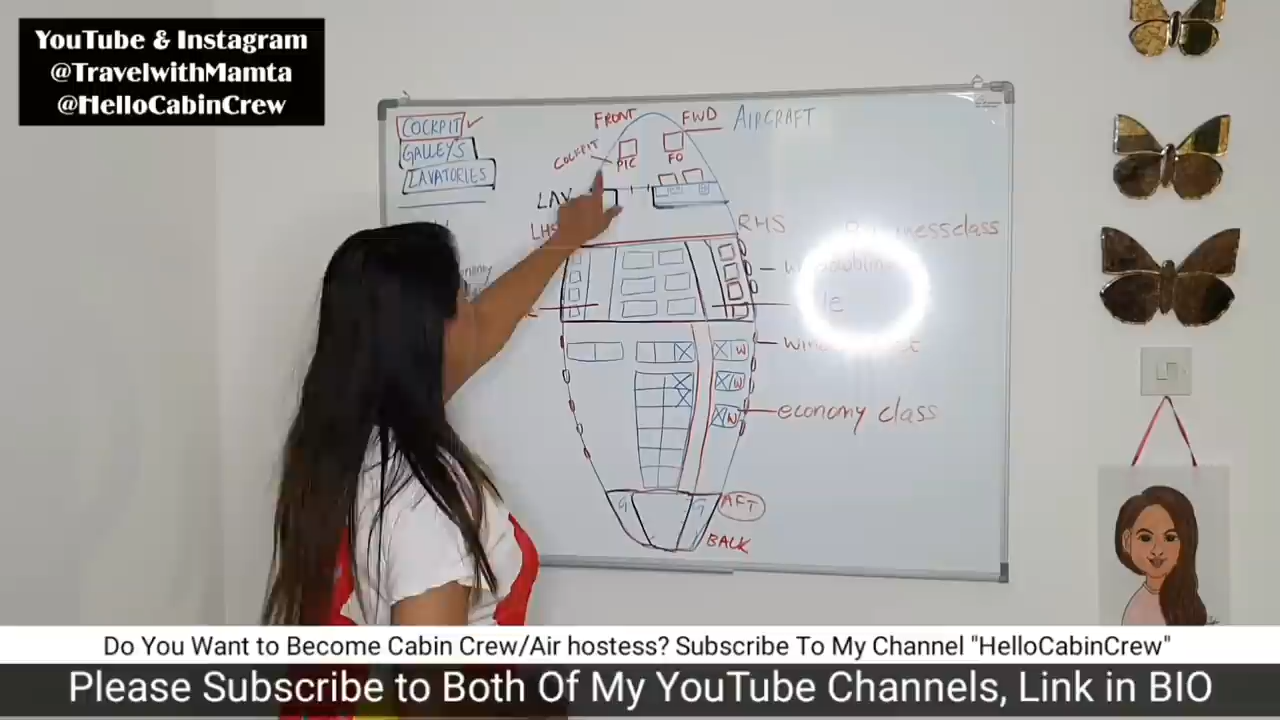 YouTube & Instagram
@TravelwithMamta
@HelloCabinCrew
FRONT
FWD
AIRCRAFT
COCKPIT
GALLEY'S
LAVATORIES
COCKPIT
PIC
FO
LAV
LHS
RHS
economy class
W
W
W
G
G
AFT
BACK
Do You Want to Become Cabin Crew/Air hostess? Subscribe To My Channel "HelloCabinCrew"
Please Subscribe to Both Of My YouTube Channels, Link in BIO